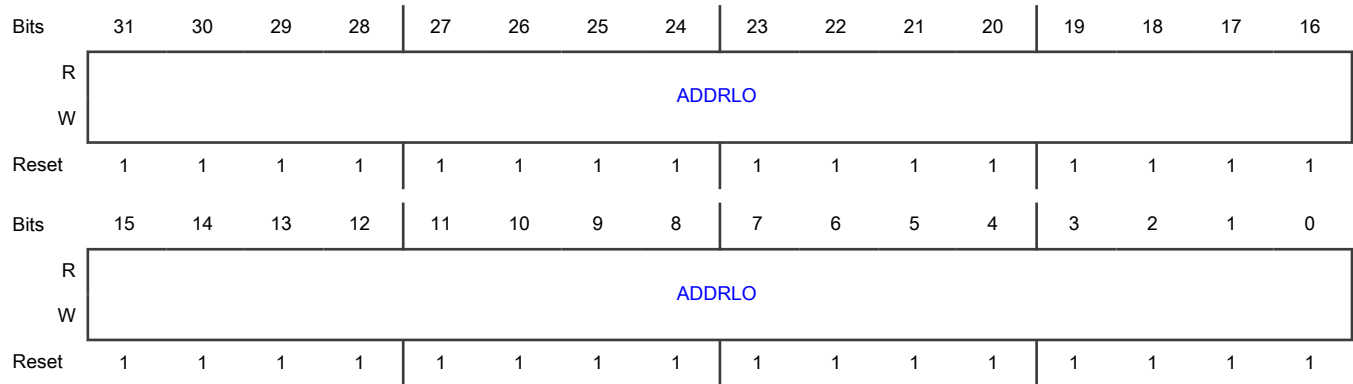 Bits 31 30 29 28 27 26 25 24 23 22 21 20 19 18 17 16
R
ADDRLO
W
Reset 1 1 1 1 1 1 1 1 1 1 1 1 1 1 1 1
Bits 15 14 13 12 11 10 9 8 7 6 5 4 3 2 1 0
R
ADDRLO
W
Reset 1 1 1 1 1 1 1 1 1 1 1 1 1 1 1 1